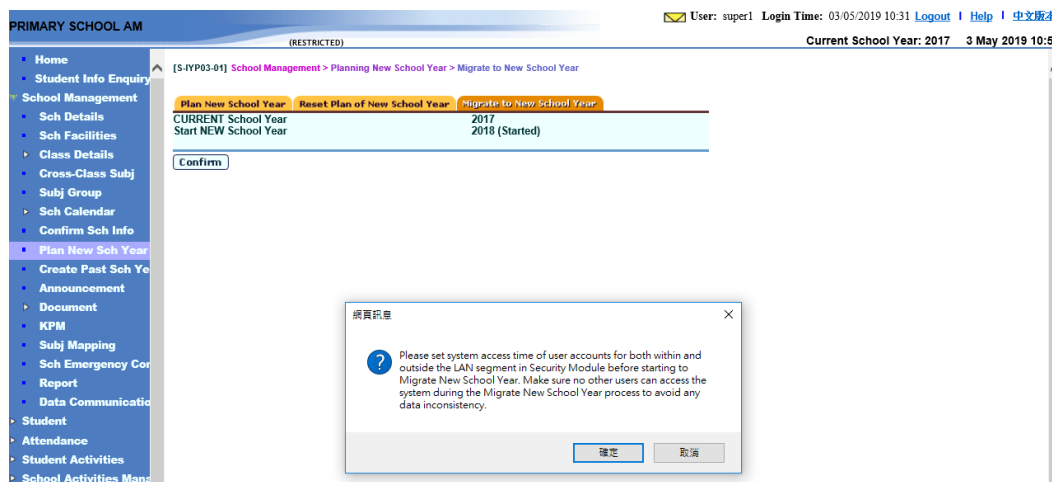 PRIMARY SCHOOL AM
User: super1 Login Time: 03/05/2019 10:31 Logout | Help | 中文版本
(RESTRICTED)
Current School Year: 2017 3 May 2019 10:5
Home
Student Info Enquiry
School Management
Sch Details
Sch Facilities
Class Details
Cross-Class Subj
Subj Group
Sch Calendar
Confirm Sch Info
Plan New Sch Year
Create Past Sch Ye
Announcement
Document
KPM
Subj Mapping
Sch Emergency Con
Report
Data Communicatio
Student
Attendance
Student Activities
School Activities Mana
[S-IYP03-01] School Management > Planning New School Year > Migrate to New School Year
Plan New School Year Reset Plan of New School Year Migrate to New School Year
CURRENT School Year 2017
Start NEW School Year 2018 (Started)
Confirm
網頁訊息
Please set system access time of user accounts for both within and
outside the LAN segment in Security Module before starting to
Migrate New School Year. Make sure no other users can access the
system during the Migrate New School Year process to avoid any
data inconsistency.
確定 取消